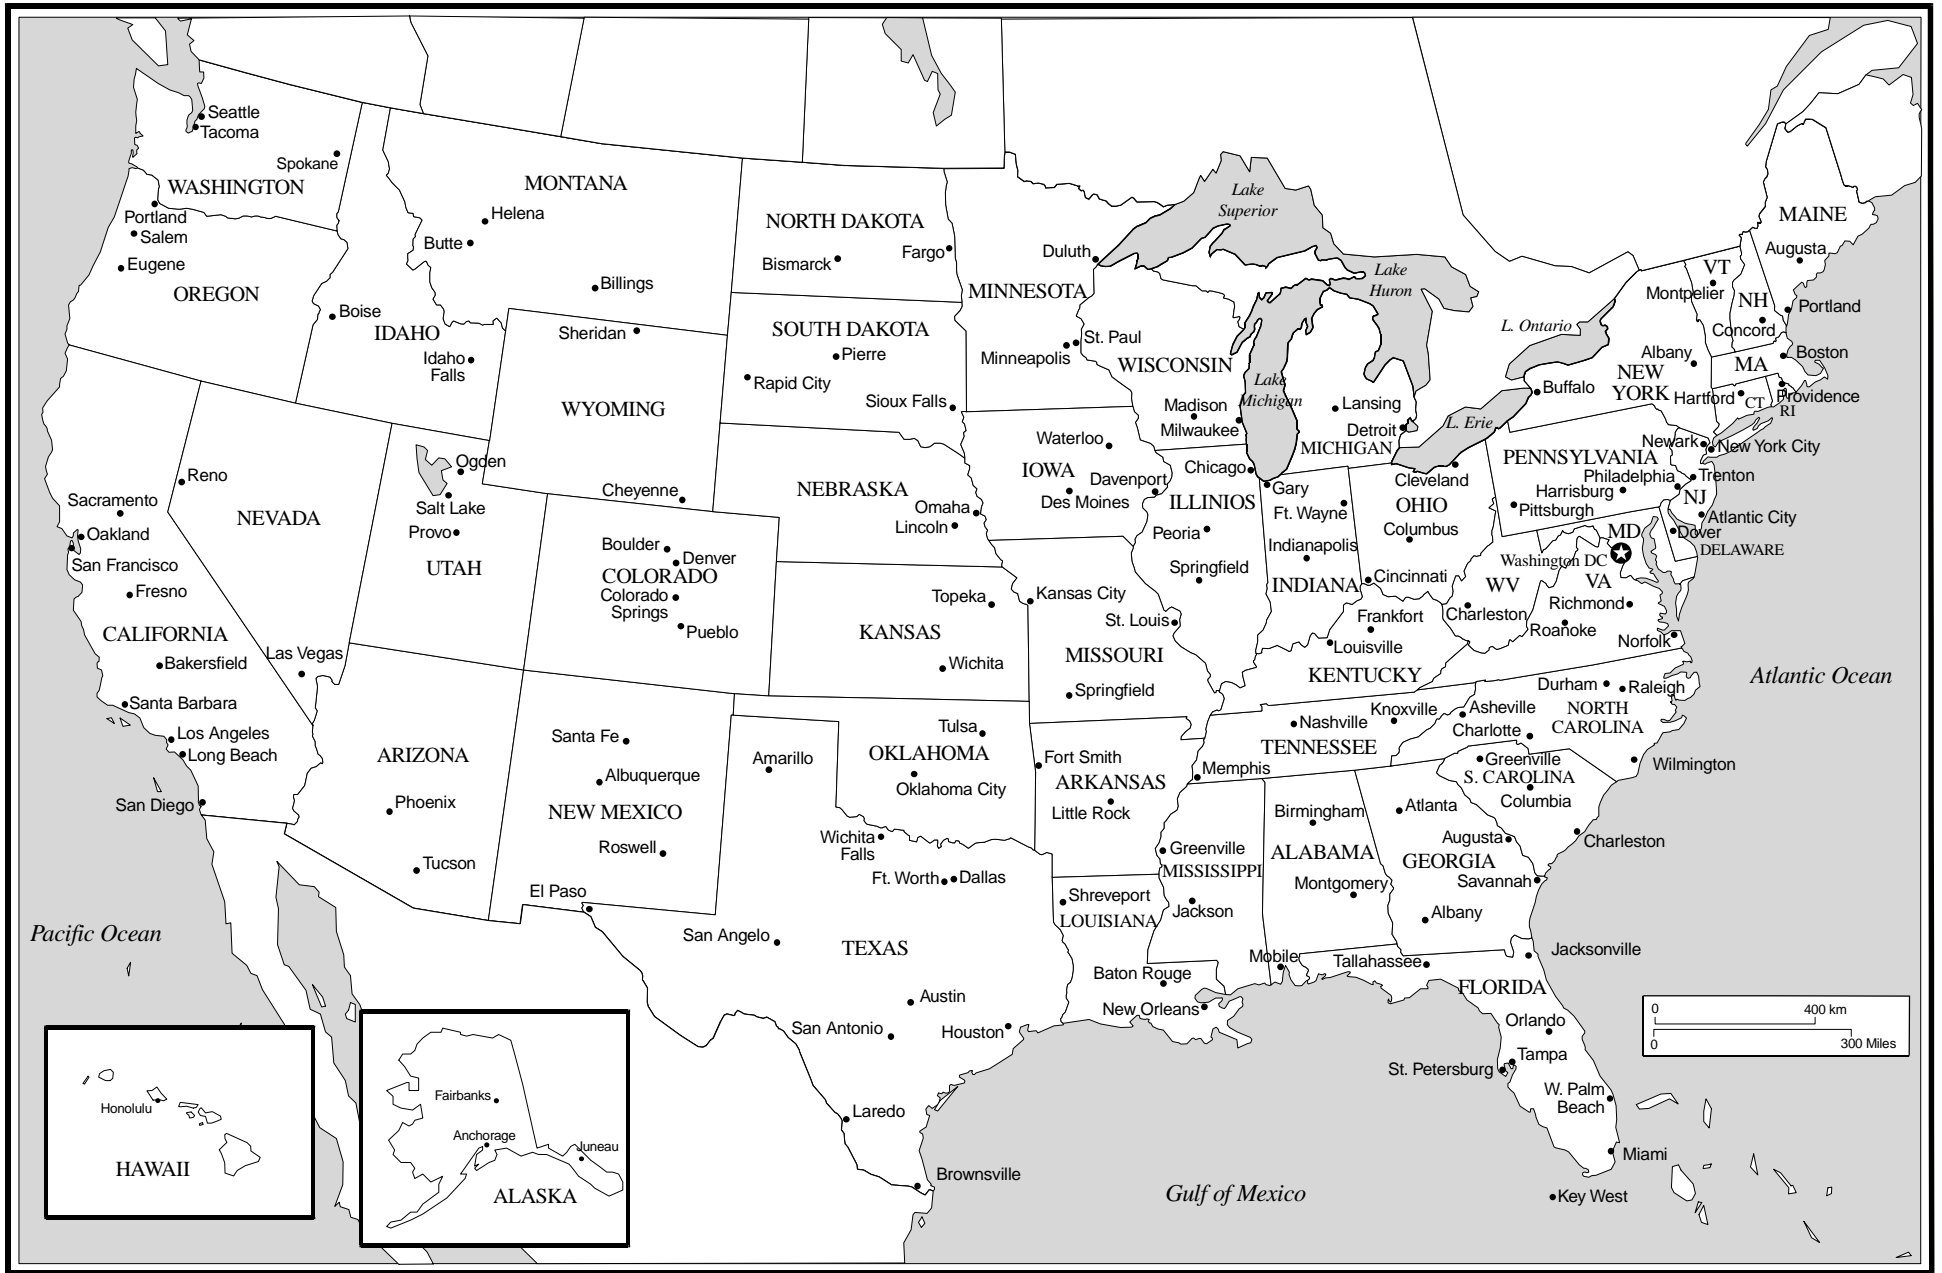 Seattle
Tacoma
Spokane
WASHINGTON
Portland
Salem
Eugene
OREGON
Boise
IDAHO
Idaho
Falls
MONTANA
Helena
Butte
Billings
Sheridan
WYOMING
Cheyenne
NORTH DAKOTA
Bismarck
Fargo
SOUTH DAKOTA
Pierre
Rapid City
Sioux Falls
NEBRASKA
Omaha
Lincoln
MINNESOTA
Duluth
St. Paul
Minneapolis
WISCONSIN
Madison
Milwaukee
Lake
Superior
Lake
Huron
Lake
Michigan
L. Ontario
L. Erie
Lansing
Detroit
MICHIGAN
IOWA
Waterloo
Davenport
Des Moines
Chicago
ILLINIOS
Peoria
Springfield
Gary
Ft. Wayne
Indianapolis
INDIANA
Cleveland
OHIO
Columbus
Cincinnati
MAINE
Augusta
Portland
VT
Montpelier
NH
Concord
MA
Boston
Albany
NEW
YORK
Buffalo
Hartford
CT
Providence
RI
Newark
New York City
PENNSYLVANIA
Philadelphia
Harrisburg
Pittsburgh
Trenton
NJ
Atlantic City
MD
Dover
DELAWARE
Washington DC
WV
VA
Charleston
Richmond
Roanoke
Norfolk
Frankfort
Louisville
KENTUCKY
Reno
NEVADA
Las Vegas
Sacramento
Oakland
San Francisco
Fresno
CALIFORNIA
Bakersfield
Santa Barbara
Los Angeles
Long Beach
San Diego
Ogden
Salt Lake
Provo
UTAH
Boulder
Denver
COLORADO
Colorado
Springs
Pueblo
Topeka
KANSAS
Wichita
Kansas City
St. Louis
MISSOURI
Springfield
ARIZONA
Phoenix
Tucson
Santa Fe
Albuquerque
NEW MEXICO
Roswell
El Paso
Amarillo
Tulsa
OKLAHOMA
Oklahoma City
Wichita
Falls
Ft. Worth
Dallas
San Angelo
TEXAS
Austin
San Antonio
Houston
Laredo
Brownsville
Fort Smith
ARKANSAS
Little Rock
Shreveport
LOUISIANA
Baton Rouge
New Orleans
Nashville
Knoxville
TENNESSEE
Memphis
Greenville
MISSISSIPPI
Jackson
Birmingham
ALABAMA
Montgomery
Mobile
Durham
Raleigh
Asheville
NORTH
CAROLINA
Charlotte
Wilmington
Greenville
S. CAROLINA
Columbia
Charleston
Atlanta
Augusta
GEORGIA
Savannah
Albany
Tallahassee
Jacksonville
FLORIDA
Orlando
Tampa
St. Petersburg
W. Palm
Beach
Miami
Key West
Atlantic Ocean
Pacific Ocean
Gulf of Mexico
0
400 km
0
300 Miles
Honolulu
HAWAII
Fairbanks
Anchorage
Juneau
ALASKA